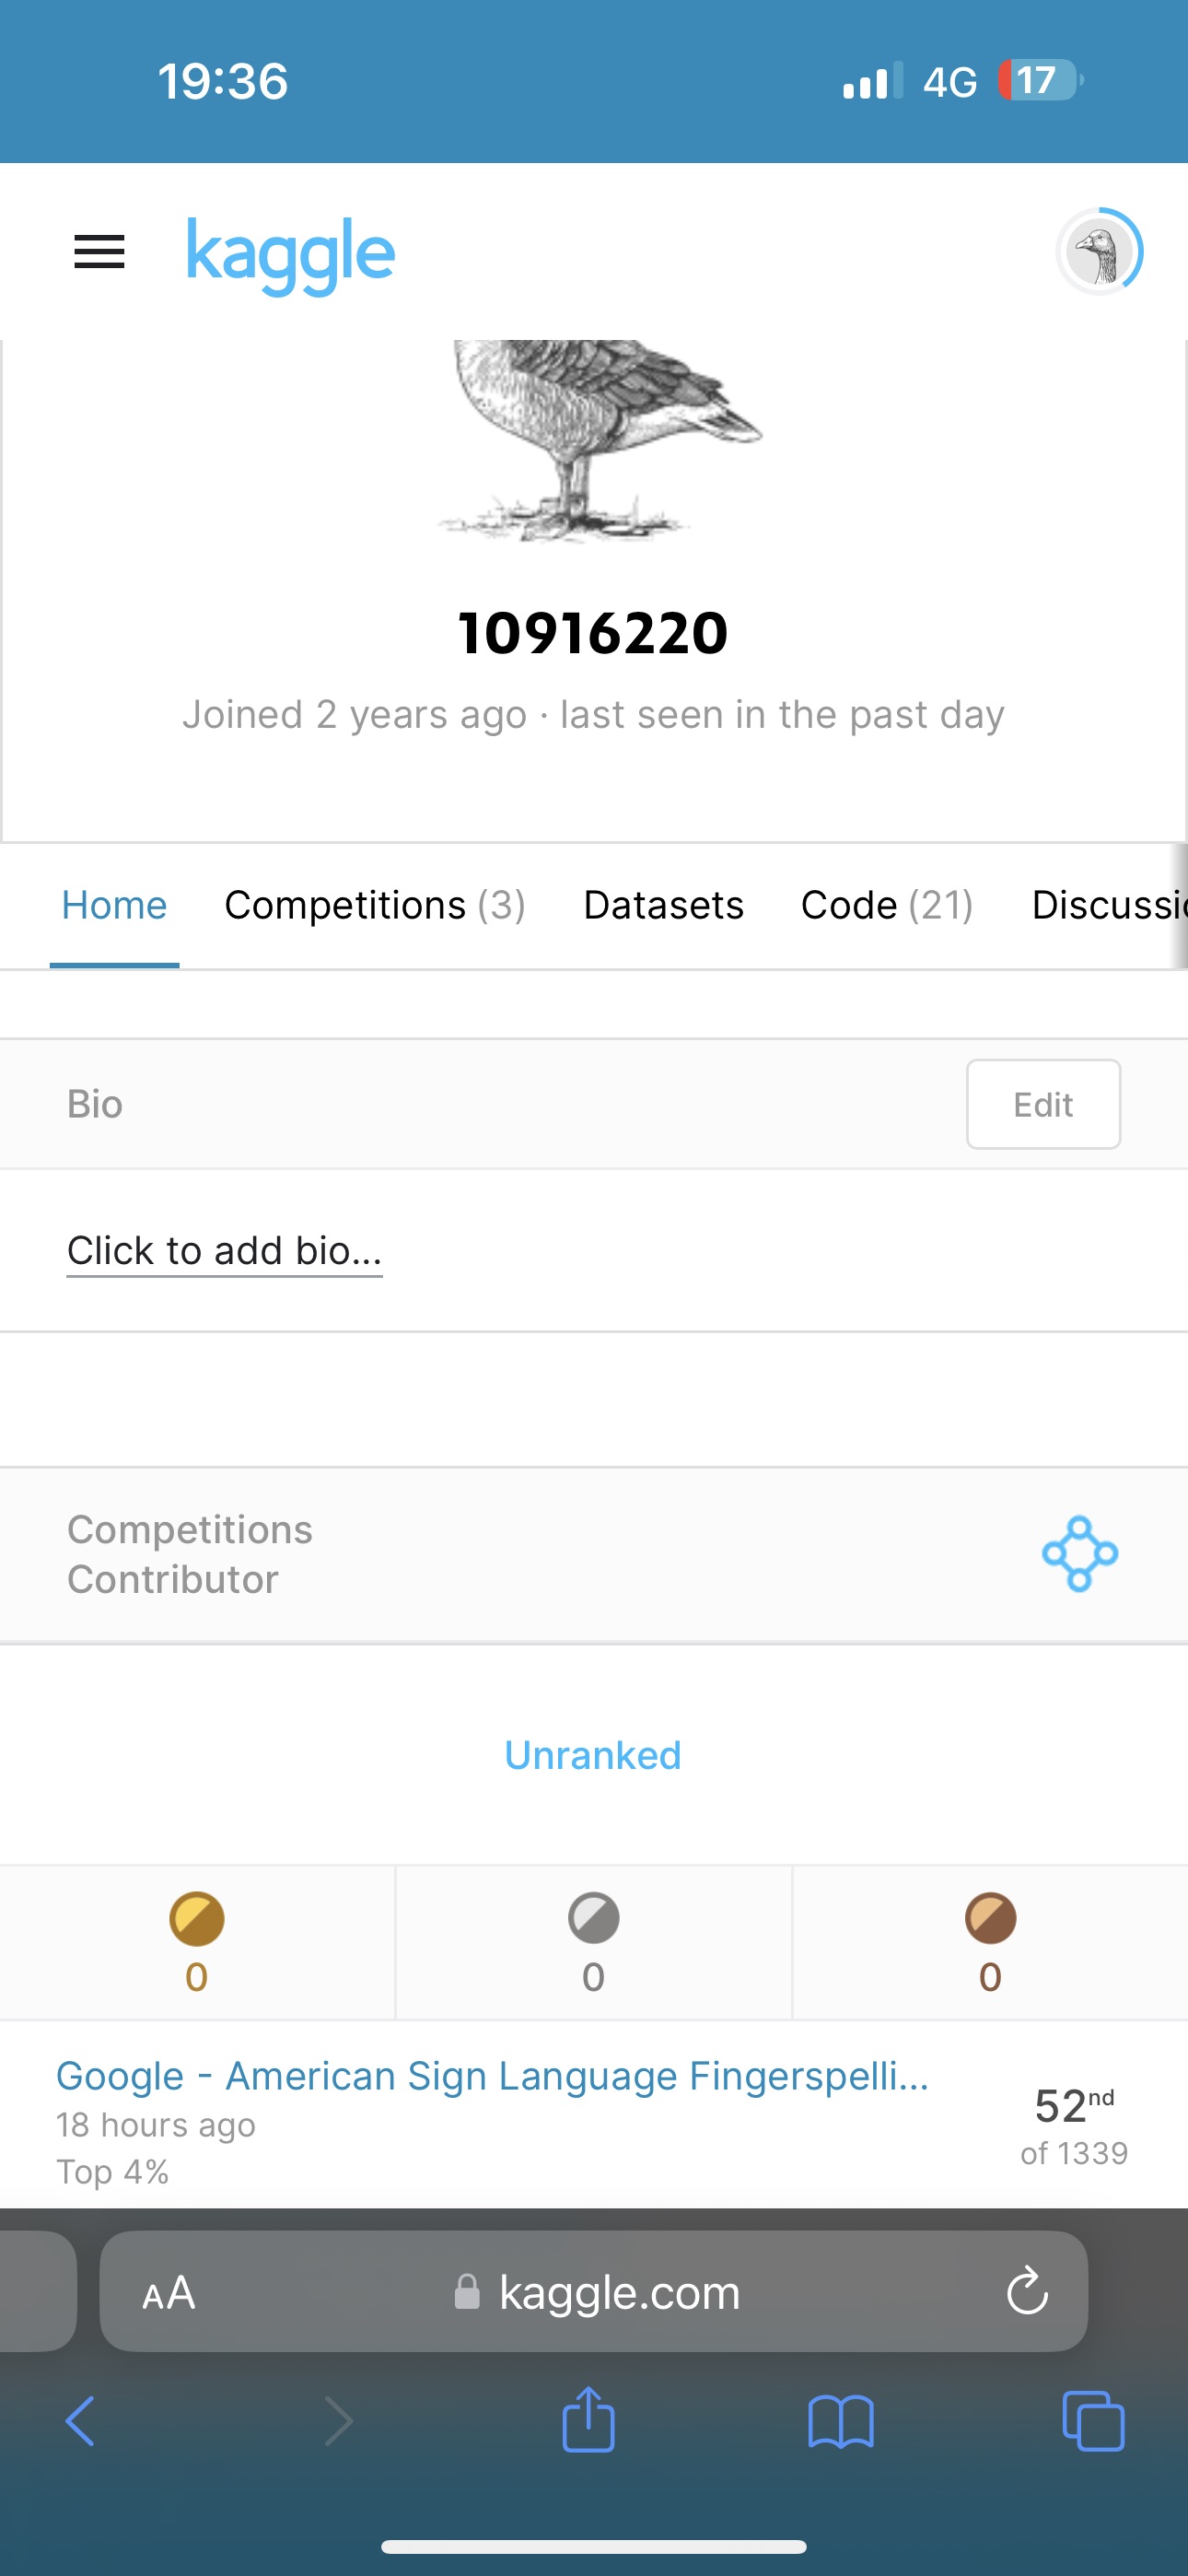 19:36 4G 17
kaggle
10916220
Joined 2 years ago · last seen in the past day
Home Competitions (3) Datasets Code (21) Discussi
Bio Edit
Click to add bio...
Competitions
Contributor
Unranked
0 0 0
Google - American Sign Language Fingerspelli...
18 hours ago
Top 4%
52nd
of 1339
AA kaggle.com